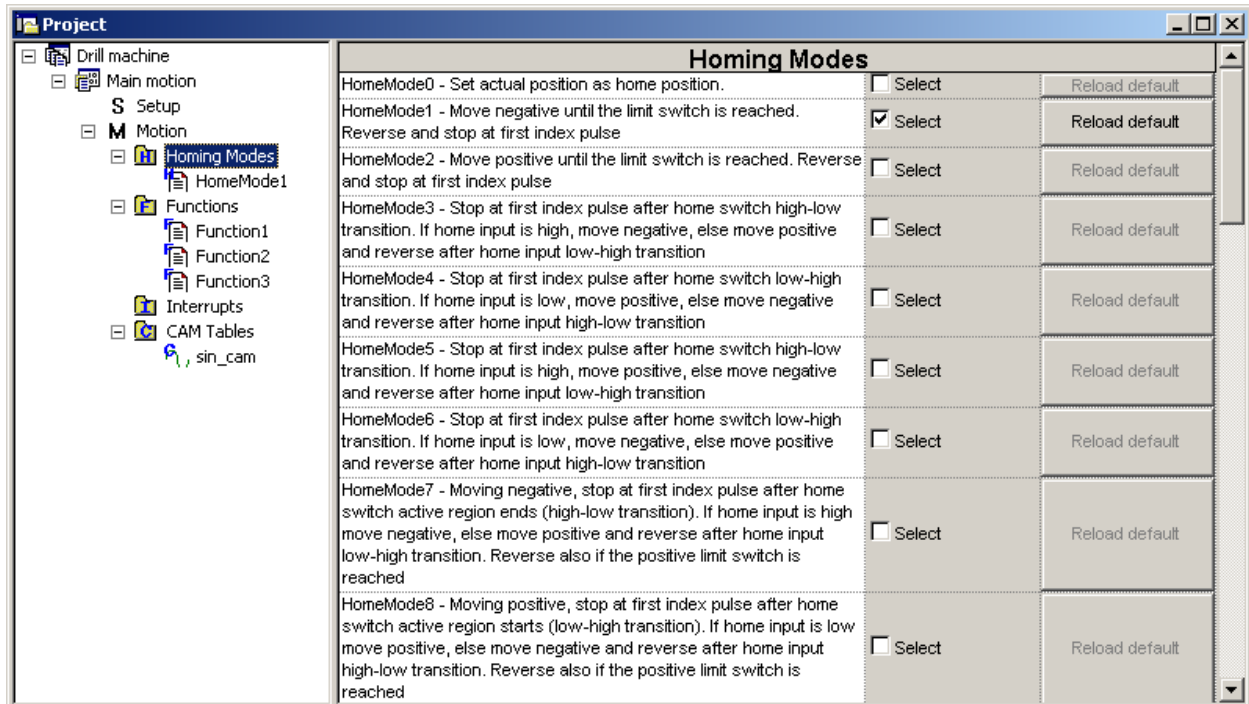 Project
Drill machine
Main motion
S Setup
M Motion
H Homing Modes
HomeMode1
F Functions
Function1
Function2
Function3
I Interrupts
C CAM Tables
sin_cam
Homing Modes
HomeMode0 - Set actual position as home position.
Select
Reload default
HomeMode1 - Move negative until the limit switch is reached.
Reverse and stop at first index pulse
Select
Reload default
HomeMode2 - Move positive until the limit switch is reached. Reverse
and stop at first index pulse
Select
Reload default
HomeMode3 - Stop at first index pulse after home switch high-low
transition. If home input is high, move negative, else move positive
and reverse after home input low-high transition
Select
Reload default
HomeMode4 - Stop at first index pulse after home switch low-high
transition. If home input is low, move positive, else move negative
and reverse after home input high-low transition
Select
Reload default
HomeMode5 - Stop at first index pulse after home switch high-low
transition. If home input is high, move positive, else move negative
and reverse after home input low-high transition
Select
Reload default
HomeMode6 - Stop at first index pulse after home switch low-high
transition. If home input is low, move negative, else move positive
and reverse after home input high-low transition
Select
Reload default
HomeMode7 - Moving negative, stop at first index pulse after home
switch active region ends (high-low transition). If home input is high
move negative, else move positive and reverse after home input
low-high transition. Reverse also if the positive limit switch is
reached
Select
Reload default
HomeMode8 - Moving positive, stop at first index pulse after home
switch active region starts (low-high transition). If home input is low
move positive, else move negative and reverse after home input
high-low transition. Reverse also if the positive limit switch is
reached
Select
Reload default